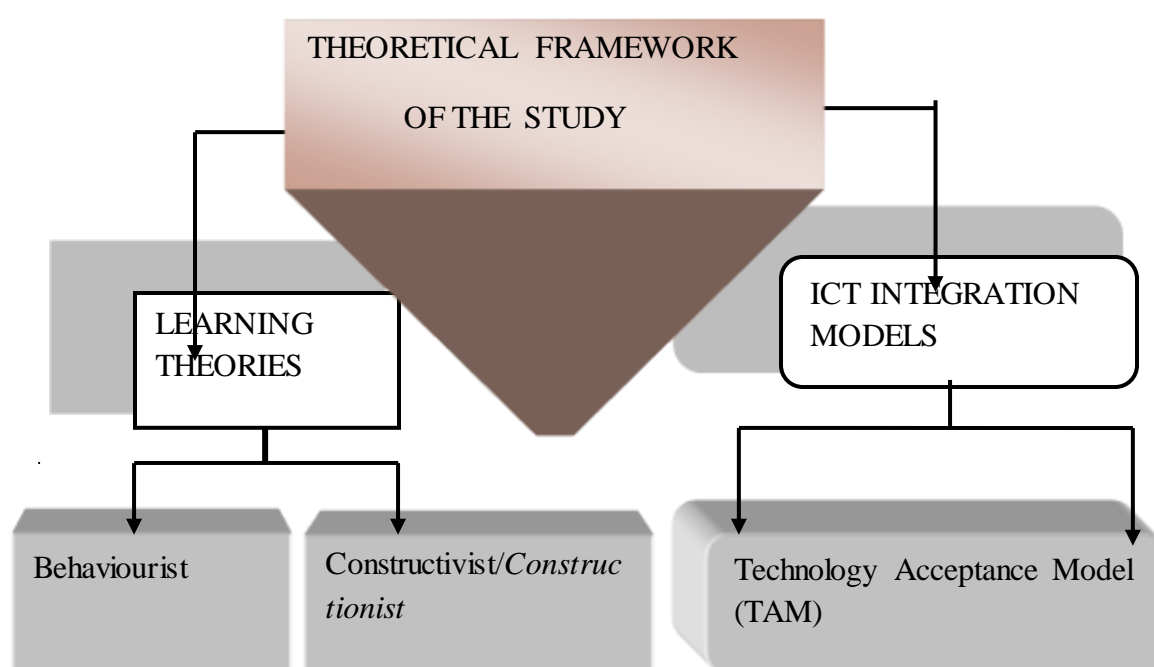 THEORETICAL FRAMEWORK
OF THE STUDY
LEARNING
THEORIES
ICT INTEGRATION
MODELS
Behaviourist
Constructivist/Construc
tionist
Technology Acceptance Model
(TAM)